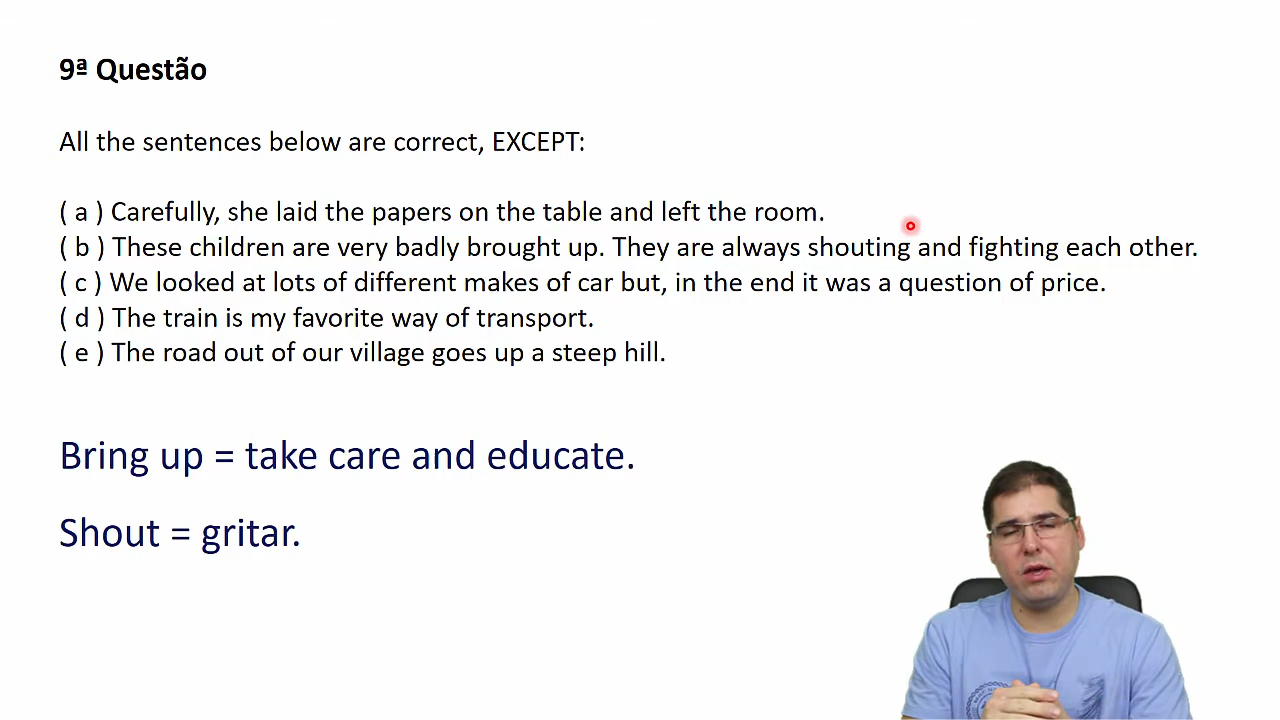 9ª Questão
All the sentences below are correct, EXCEPT:
( a ) Carefully, she laid the papers on the table and left the room.
( b ) These children are very badly brought up. They are always shouting and fighting each other.
( c ) We looked at lots of different makes of car but, in the end it was a question of price.
( d ) The train is my favorite way of transport.
( e ) The road out of our village goes up a steep hill.
Bring up = take care and educate.
Shout = gritar.